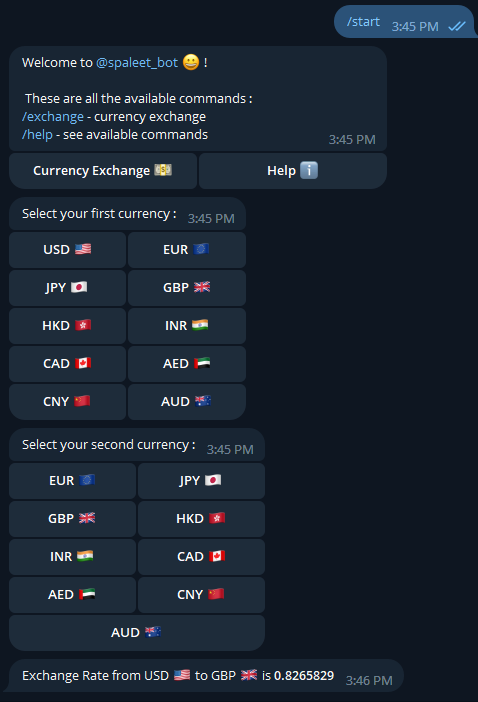 /start 3:45 PM
Welcome to @spaleet_bot 😀 !
These are all the available commands :
/exchange - currency exchange
/help - see available commands
3:45 PM
Currency Exchange 💵 Help ℹ️
Select your first currency : 3:45 PM
USD 🇺🇸 EUR 🇪🇺
JPY 🇯🇵 GBP 🇬🇧
HKD 🇭🇰 INR 🇮🇳
CAD 🇨🇦 AED 🇦🇪
CNY 🇨🇳 AUD 🇦🇺
Select your second currency : 3:45 PM
EUR 🇪🇺 JPY 🇯🇵
GBP 🇬🇧 HKD 🇭🇰
INR 🇮🇳 CAD 🇨🇦
AED 🇦🇪 CNY 🇨🇳
AUD 🇦🇺
Exchange Rate from USD 🇺🇸 to GBP 🇬🇧 is 0.8265829 3:46 PM